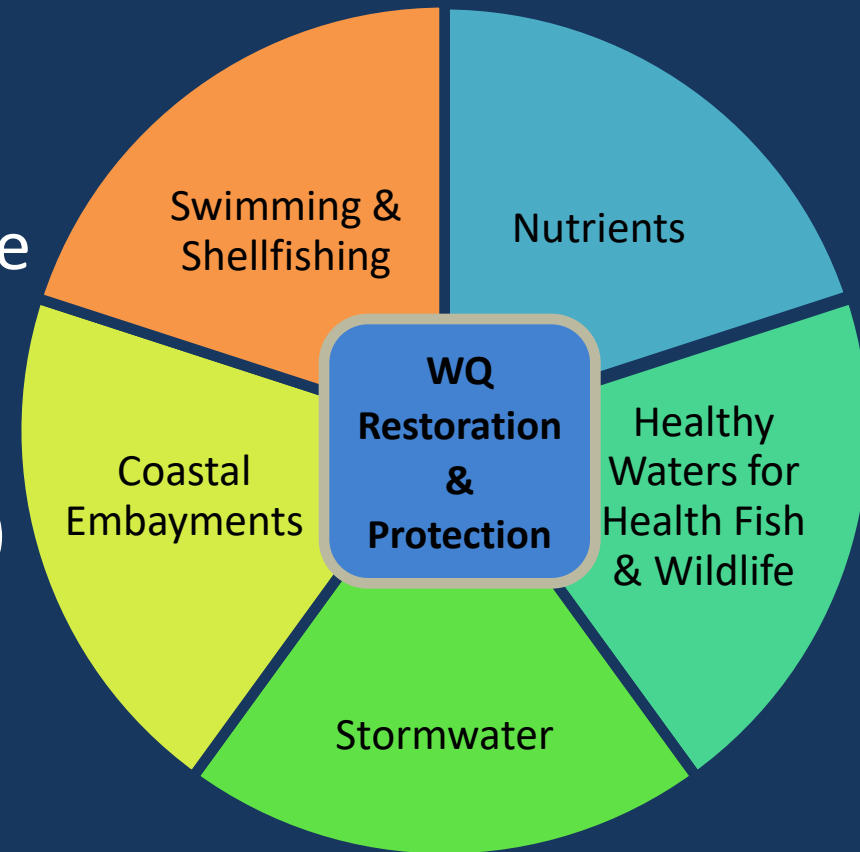 Swimming &
Shellfishing
Nutrients
e
WQ
Restoration
&
Protection
Healthy
Waters for
Health Fish
& Wildlife
Coastal
Embayments
)
Stormwater